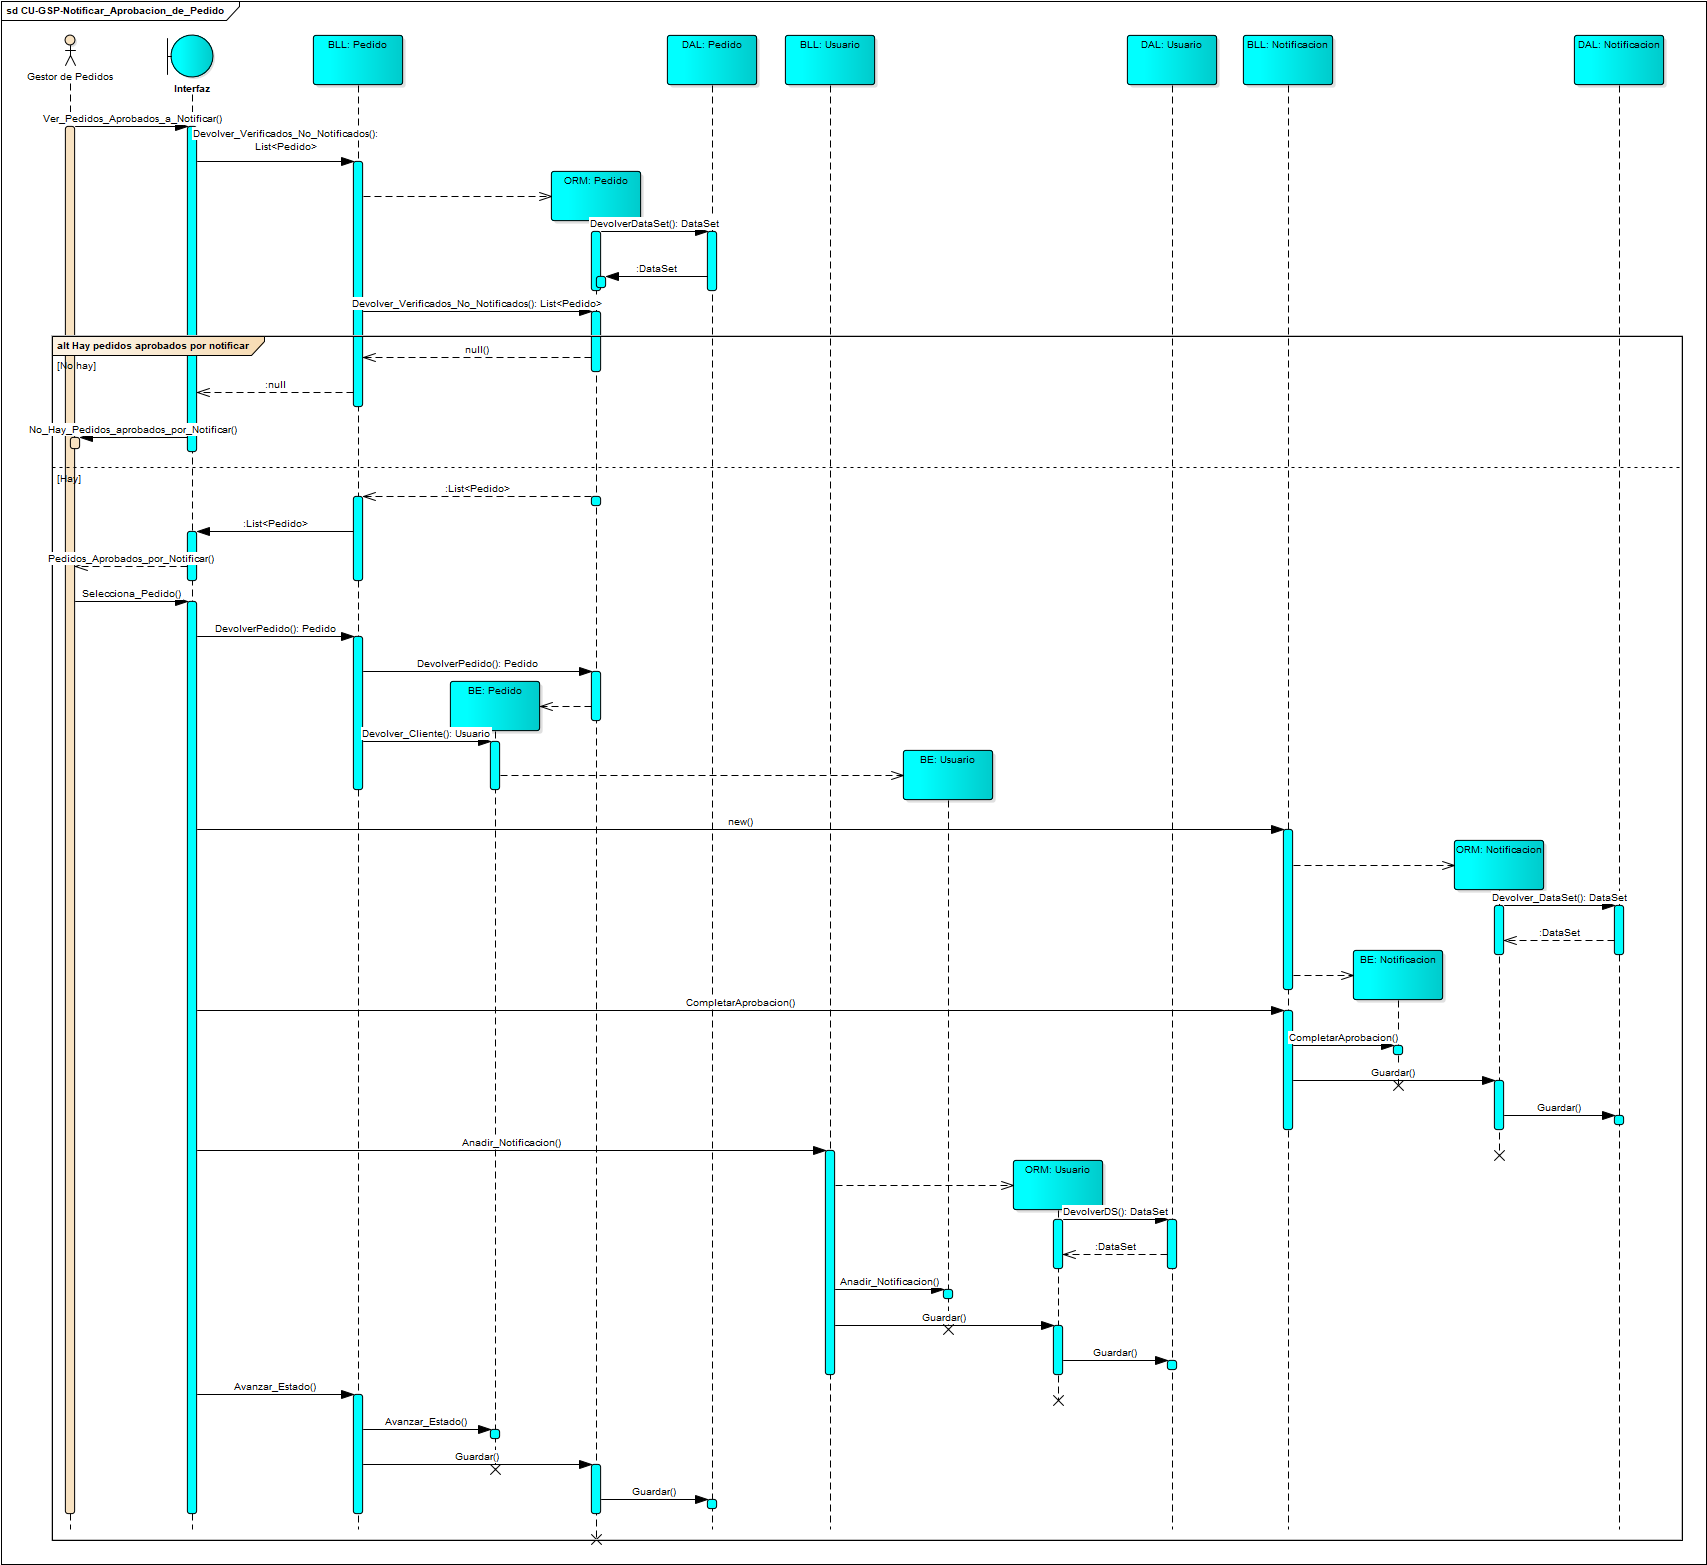 sd CU-GSP-Notificar_Aprobacion_de_Pedido
Gestor de Pedidos
Interfaz
BLL: Pedido
DAL: Pedido
BLL: Usuario
DAL: Usuario
BLL: Notificacion
DAL: Notificacion
Ver_Pedidos_Aprobados_a_Notificar()
Devolver_Verificados_No_Notificados():
List<Pedido>
ORM: Pedido
DevolverDataSet(): DataSet
:DataSet
Devolver_Verificados_No_Notificados(): List<Pedido>
alt Hay pedidos aprobados por notificar
null()
[No hay]
:null
No_Hay_Pedidos_aprobados_por_Notificar()
[Hay]
:List<Pedido>
:List<Pedido>
Pedidos_Aprobados_por_Notificar()
Selecciona_Pedido()
DevolverPedido(): Pedido
DevolverPedido(): Pedido
BE: Pedido
Devolver_Cliente(): Usuario
BE: Usuario
new()
ORM: Notificacion
Devolver_DataSet(): DataSet
:DataSet
BE: Notificacion
CompletarAprobacion()
CompletarAprobacion()
Guardar()
Guardar()
Anadir_Notificacion()
ORM: Usuario
DevolverDS(): DataSet
:DataSet
Anadir_Notificacion()
Guardar()
Guardar()
Avanzar_Estado()
Avanzar_Estado()
Guardar()
Guardar()